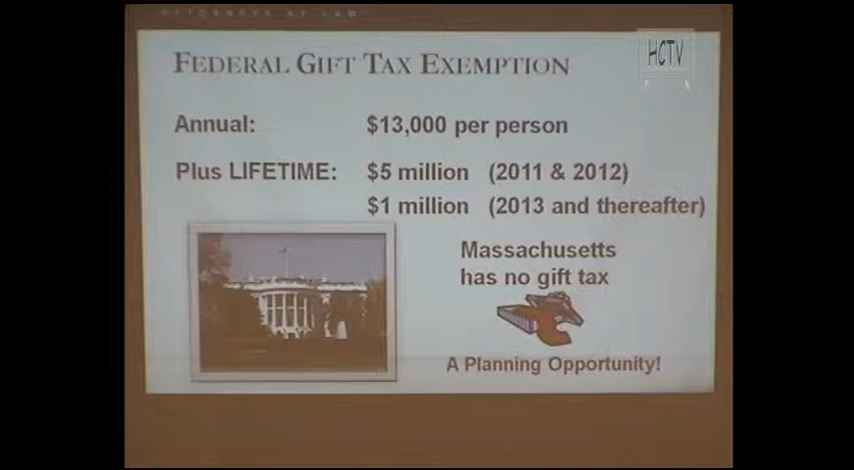 ATTORNEYS AT LAW
FEDERAL GIFT TAX EXEMPTION
HCTV
Annual: $13,000 per person
Plus LIFETIME: $5 million (2011 & 2012)
$1 million (2013 and thereafter)
Massachusetts
has no gift tax
A Planning Opportunity!